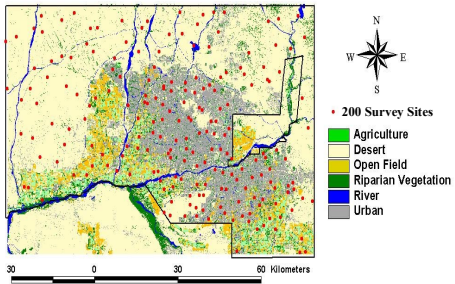 N
W E
S
200 Survey Sites
Agriculture
Desert
Open Field
Riparian Vegetation
River
Urban
30 0 30 60 Kilometers